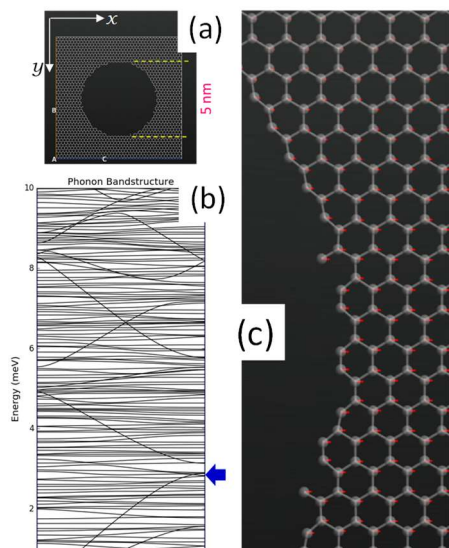 (a)
x
y
B
A
C
5 nm
Phonon Bandstructure
(b)
10
8
6
4
2
Energy (meV)
(c)